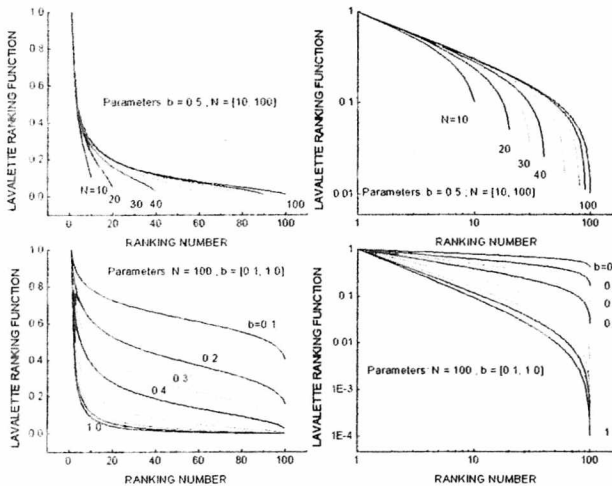 LAVALETTE RANKING FUNCTION
1.0
0.8
0.6
0.4
0.2
0.0
Parameters b = 0 5 , N = [10, 100]
N=10
20
30
40
100
0
20
40
60
80
100
RANKING NUMBER
LAVALETTE RANKING FUNCTION
1
0.1
0.01
N=10
20
30
40
100
Parameters b = 0 5 , N = [10, 100]
1
10
100
RANKING NUMBER
LAVALETTE RANKING FUNCTION
1.0
0.8
0.6
0.4
0.2
0.0
Parameters N = 100 , b = [0 1, 1 0]
b=0 1
0 2
0 3
0 4
1 0
0
20
40
60
80
100
RANKING NUMBER
LAVALETTE RANKING FUNCTION
1
0.1
0.01
1E-3
1E-4
b=0
0
0
1
Parameters N = 100 , b = [0 1, 1 0]
1
10
100
RANKING NUMBER